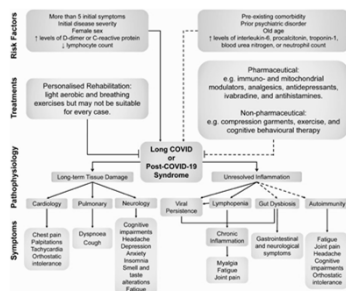 Risk Factors
More than 5 initial symptoms
Initial disease severity
Female sex
↑ levels of D-dimer or C-reactive protein
↓ lymphocyte count
Pre-existing comorbidity
Prior psychiatric disorder
Old age
↑ levels of interleukin-6, procalcitonin, troponin-1,
blood urea nitrogen, or neutrophil count
Treatments
Personalised Rehabilitation:
light aerobic and breathing
exercises but may not be suitable
for every case.
Pharmaceutical:
e.g. immuno- and mitochondrial
modulators, analgesics, antidepressants,
ivabradine, and antihistamines.
Non-pharmaceutical:
e.g. compression garments, exercise, and
cognitive behavioural therapy
Long COVID
or
Post-COVID-19
Syndrome
Pathophysiology
Long-term Tissue Damage
Unresolved Inflammation
Cardiology
Pulmonary
Neurology
Viral
Persistence
Lymphopenia
Gut Dysbiosis
Autoimmunity
Symptoms
Chest pain
Palpitations
Tachycardia
Orthostatic
intolerance
Dyspnoea
Cough
Cognitive
impairments
Headache
Depression
Anxiety
Insomnia
Smell and
taste
alterations
Fatigue
Chronic
Inflammation
Myalgia
Fatigue
Joint pain
Gastrointestinal
and neurological
symptoms
Fatigue
Joint pain
Headache
Cognitive
impairments
Orthostatic
intolerance